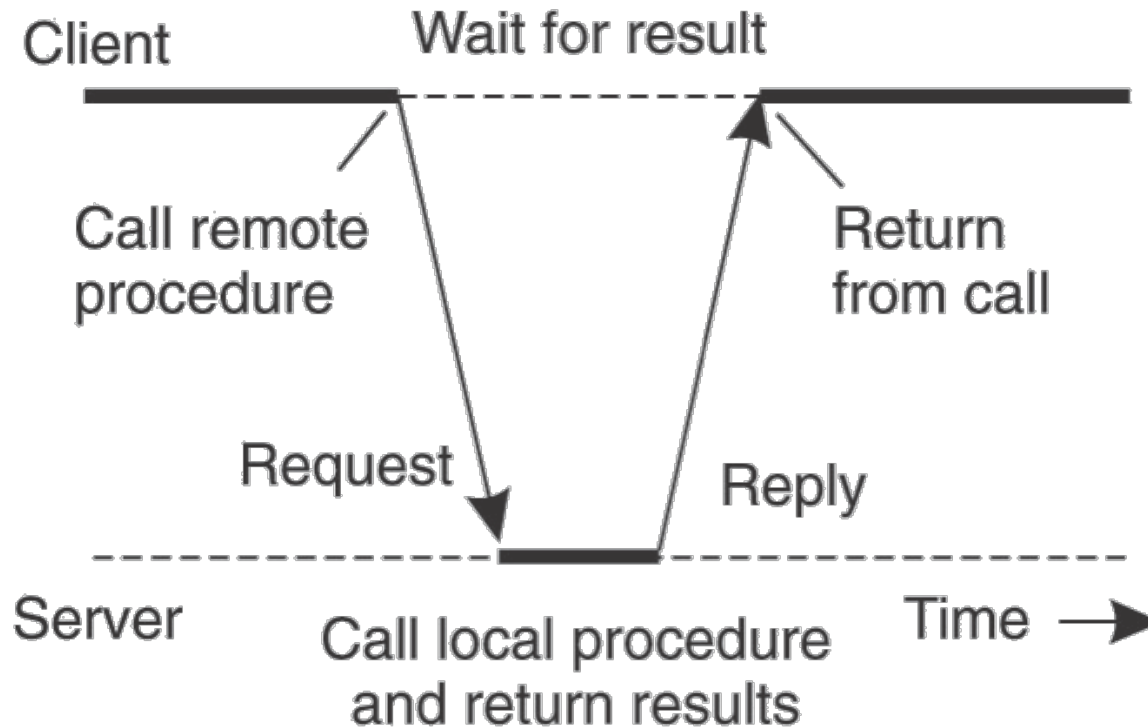 Client
Wait for result
Call remote
procedure
Return
from call
Request
Reply
Server
Call local procedure
and return results
Time